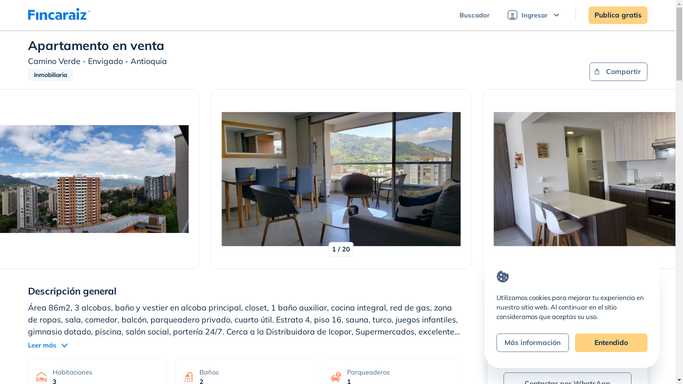 Fincaraiz
Buscador
Ingresar
Publica gratis
Apartamento en venta
Camino Verde - Envigado - Antioquia
Inmobiliaria
Compartir
1 / 20
Descripción general
Área 86m2, 3 alcobas, baño y vestier en alcoba principal, closet, 1 baño auxiliar, cocina integral, red de gas, zona
de ropas, sala, comedor, balcón, parqueadero privado, cuarto útil. Estrato 4, piso 16, sauna, turco, juegos infantiles,
gimnasio dotado, piscina, salón social, portería 24/7. Cerca a la Distribuidora de Icopor, Supermercados, excelente...
Leer más
Habitaciones
3
Baños
2
Parqueaderos
1
Utilizamos cookies para mejorar tu experiencia en
nuestro sitio web. Al continuar en el sitio
consideramos que aceptas su uso.
Más información
Entendido
Contactar por WhatsApp